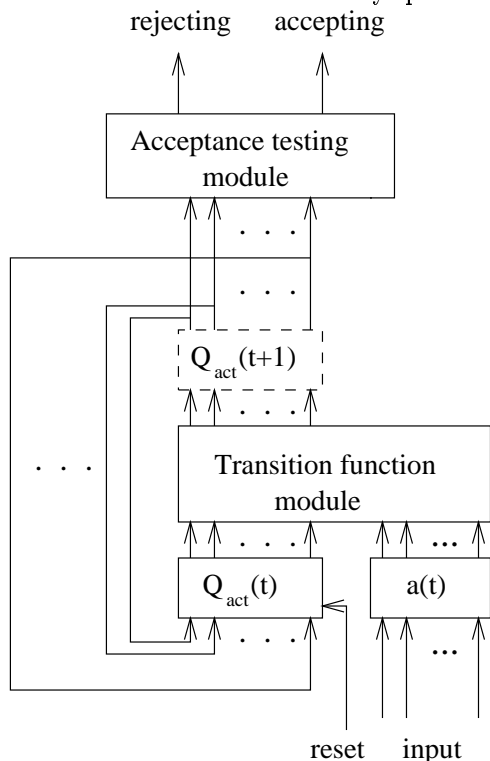 rejecting accepting
Acceptance testing
module
. . .
. . .
Q_act(t+1)
. . .
. . .
Transition function
module
. . . ...
Q_act(t) a(t)
. . . ...
reset input